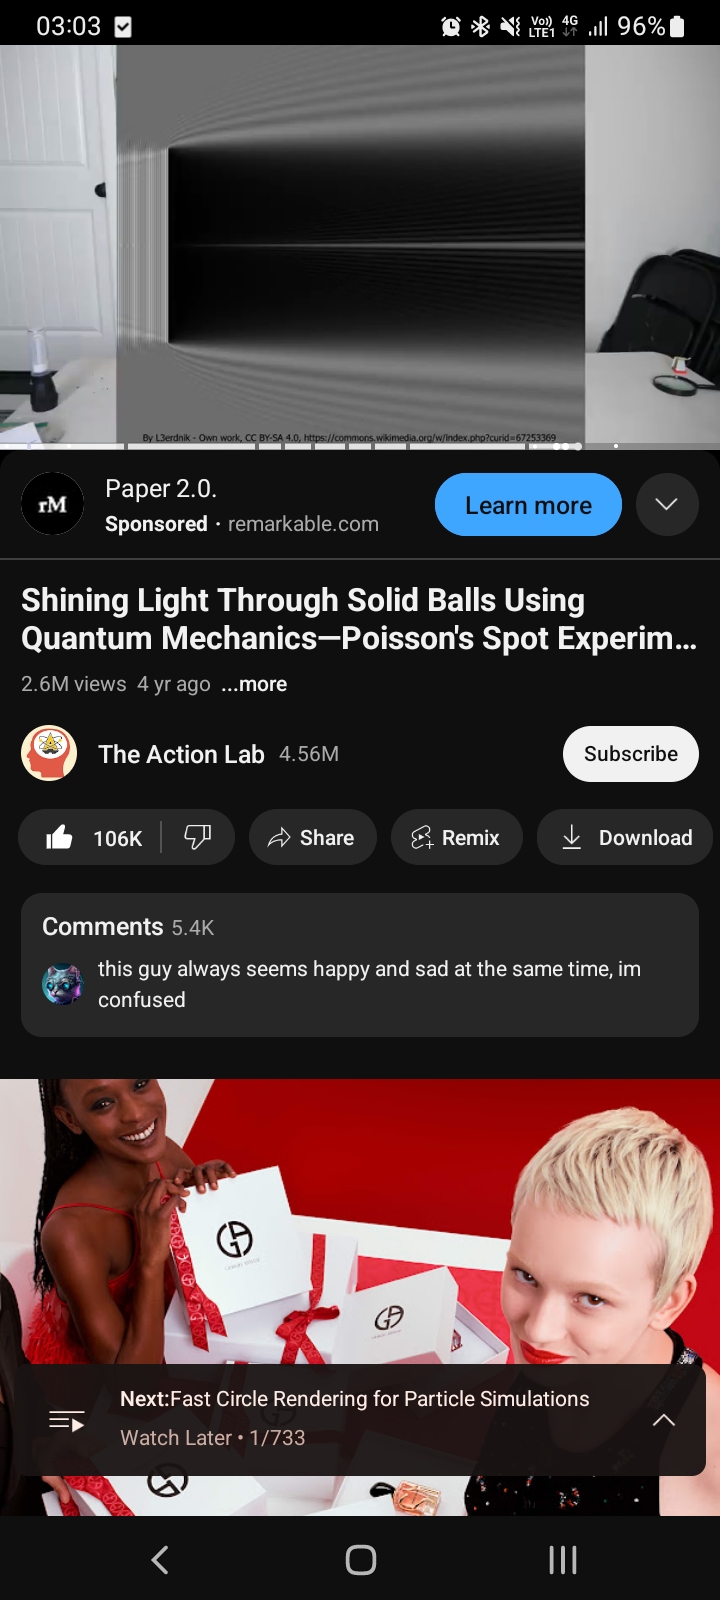 03:03
Vo))
LTE1
4G
96%
By L3erdnik - Own work, CC BY-SA 4.0, https://commons.wikimedia.org/w/index.php?curid=67253369
rM
Paper 2.0.
Sponsored · remarkable.com
Learn more
Shining Light Through Solid Balls Using
Quantum Mechanics—Poisson's Spot Experim...
2.6M views 4 yr ago ...more
The Action Lab 4.56M
Subscribe
106K
Share
Remix
Download
Comments 5.4K
this guy always seems happy and sad at the same time, im
confused
Next:Fast Circle Rendering for Particle Simulations
Watch Later • 1/733